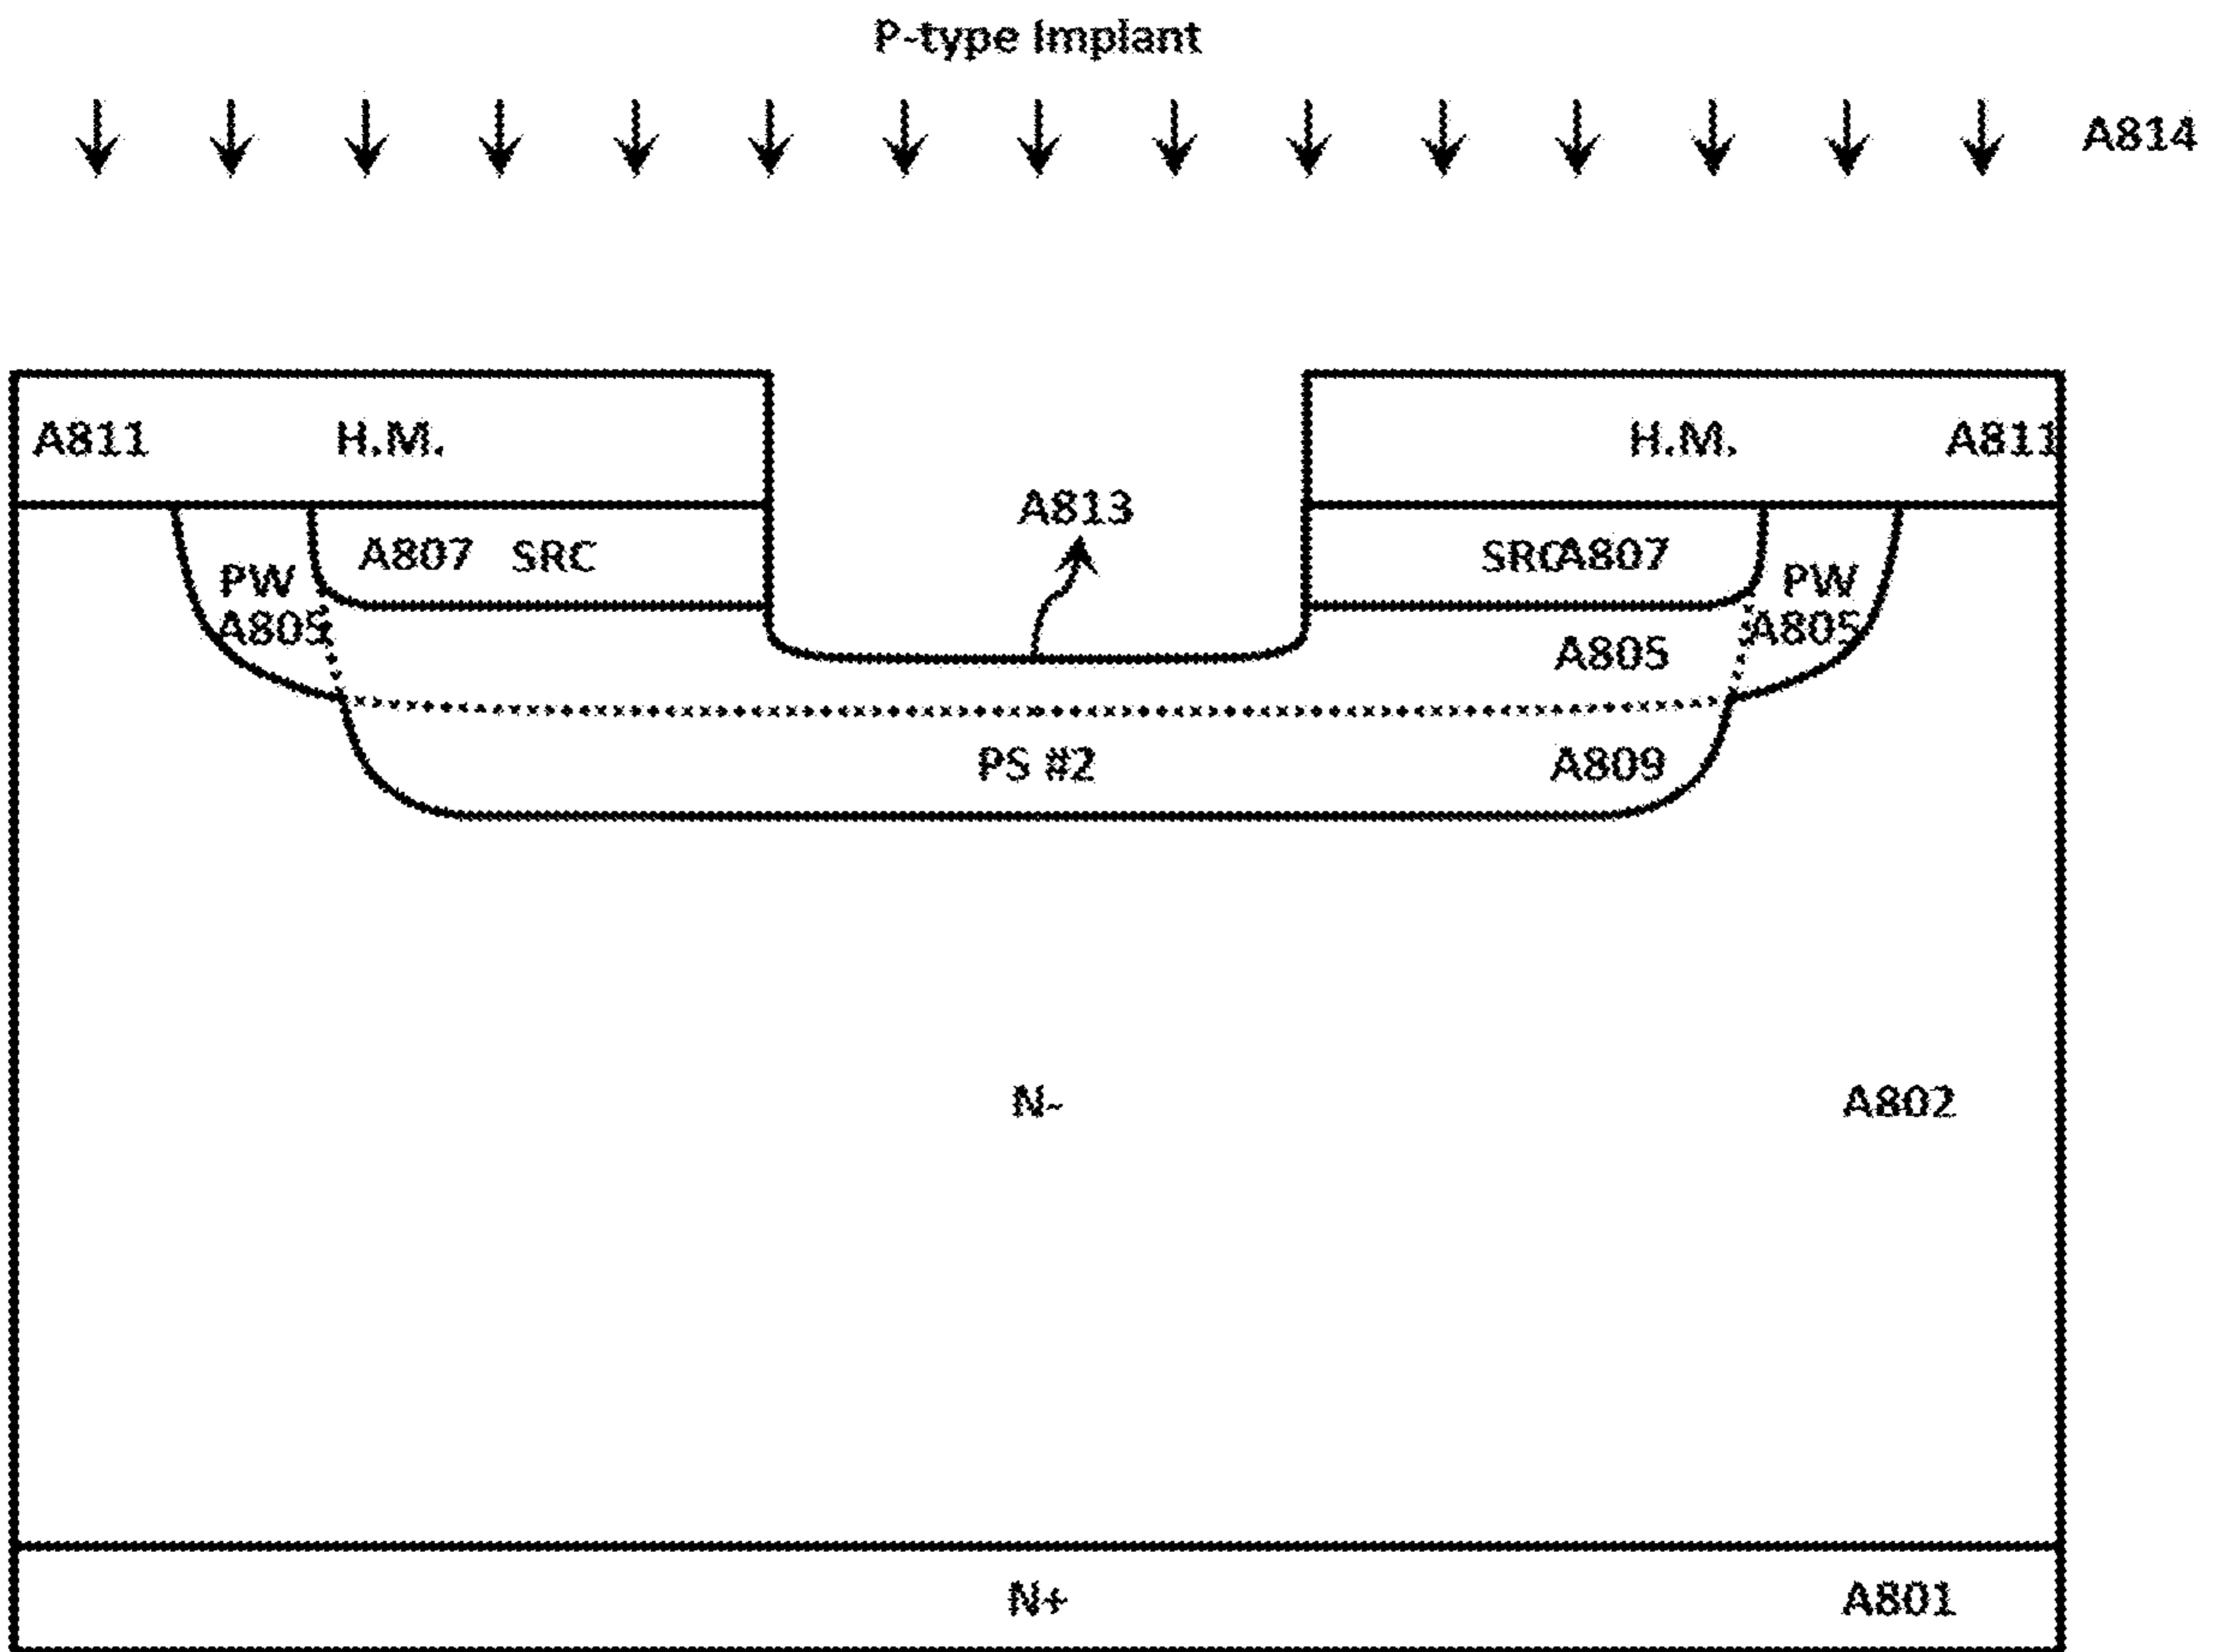 P-type Implant
A814
A811 H.M. H.M. A811
A813
A807 SRC SRC A807
PW PW
A805 A805
A805
PS #2 A809
N- A802
N+ A801